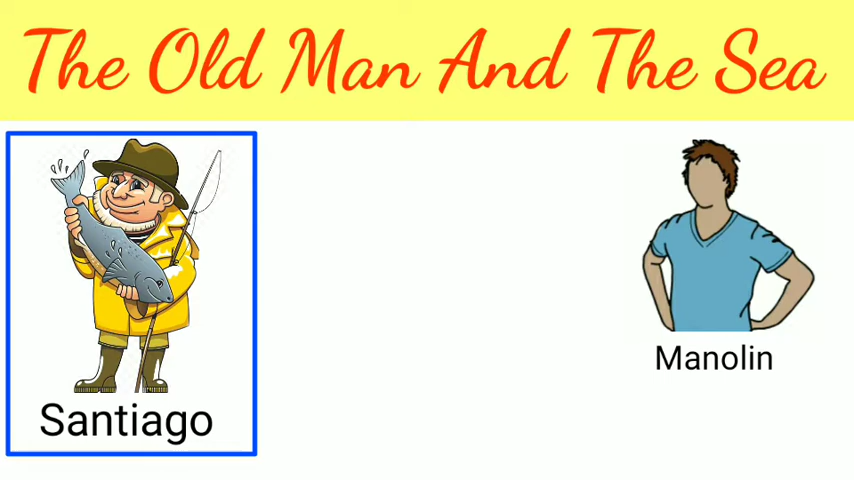 The Old Man And The Sea
Manolin
Santiago